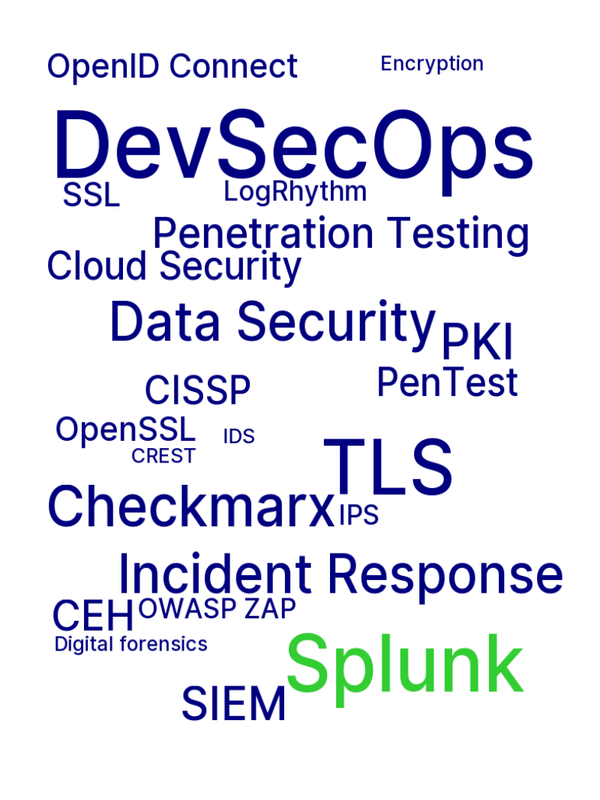 OpenID Connect
Encryption
DevSecOps
SSL
LogRhythm
Penetration Testing
Cloud Security
Data Security
PKI
CISSP
PenTest
OpenSSL
IDS
CREST
TLS
Checkmarx
IPS
Incident Response
CEH
OWASP ZAP
Digital forensics
Splunk
SIEM